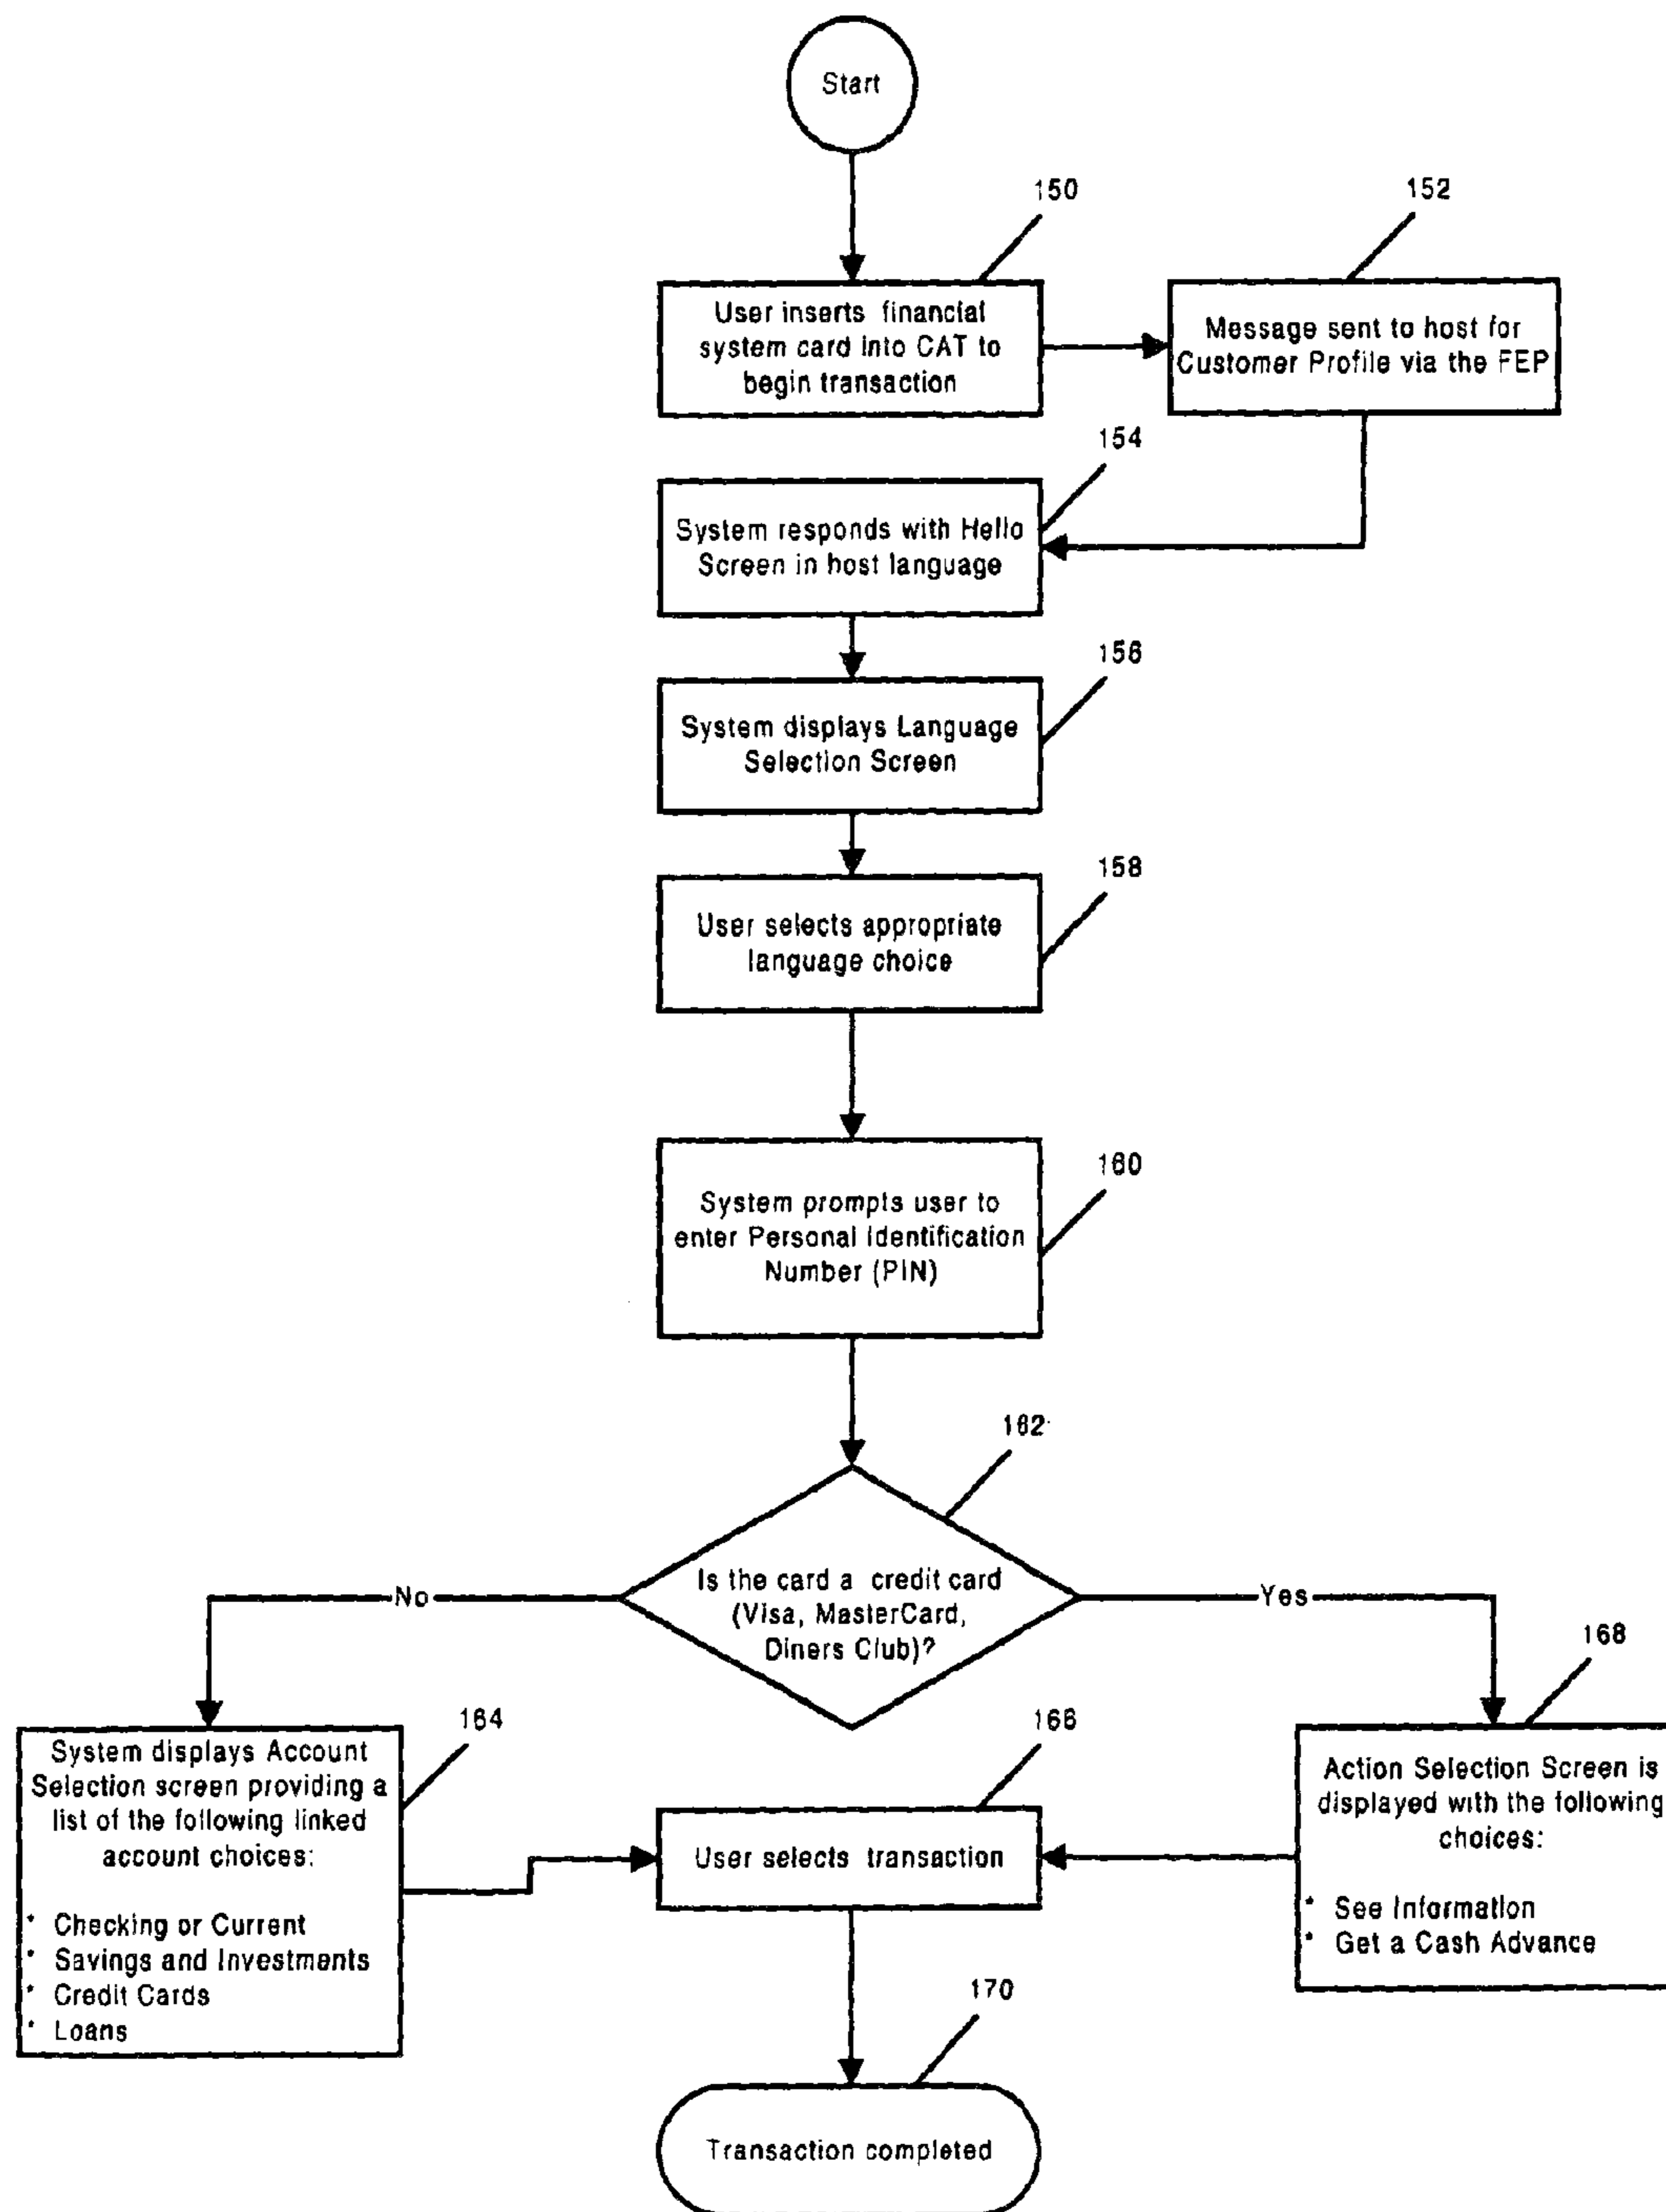 Start
150
152
User inserts financial
system card into CAT to
begin transaction
Message sent to host for
Customer Profile via the FEP
154
System responds with Hello
Screen in host language
156
System displays Language
Selection Screen
158
User selects appropriate
language choice
160
System prompts user to
enter Personal Identification
Number (PIN)
162
Is the card a credit card
(Visa, MasterCard,
Diners Club)?
No
Yes
164
System displays Account
Selection screen providing a
list of the following linked
account choices:
* Checking or Current
* Savings and Investments
* Credit Cards
* Loans
166
User selects transaction
168
Action Selection Screen is
displayed with the following
choices:
* See Information
* Get a Cash Advance
170
Transaction completed